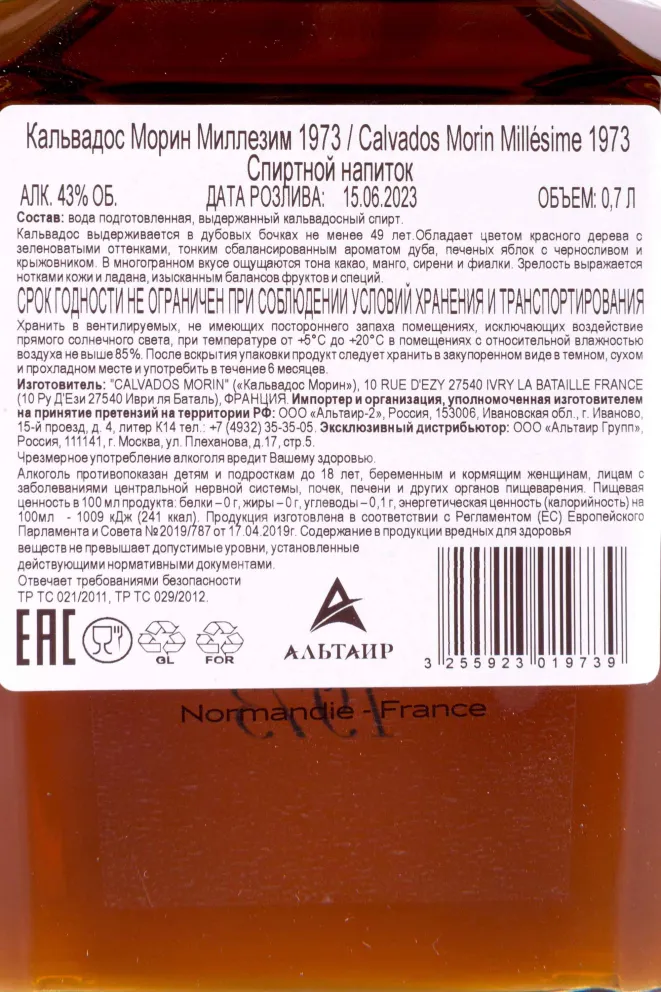 Кальвадос Морин Миллезим 1973 / Calvados Morin Millésime 1973
Спиртной напиток
АЛК. 43% ОБ. ДАТА РОЗЛИВА: 15.06.2023 ОБЪЕМ: 0,7 Л
Состав: вода подготовленная, выдержанный кальвадосный спирт.
Кальвадос выдерживается в дубовых бочках не менее 49 лет.Обладает цветом красного дерева с
зеленоватыми оттенками, тонким сбалансированным ароматом дуба, печеных яблок с черносливом и
крыжовником. В многогранном вкусе ощущаются тона какао, манго, сирени и фиалки. Зрелость выражается
нотками кожи и ладана, изысканным балансов фруктов и специй.
СРОК ГОДНОСТИ НЕ ОГРАНИЧЕН ПРИ СОБЛЮДЕНИИ УСЛОВИЙ ХРАНЕНИЯ И ТРАНСПОРТИРОВАНИЯ
Хранить в вентилируемых, не имеющих постороннего запаха помещениях, исключающих воздействие
прямого солнечного света, при температуре от +5°С до +20°С в помещениях с относительной влажностью
воздуха не выше 85%. После вскрытия упаковки продукт следует хранить в закупоренном виде в темном, сухом
и прохладном месте и употребить в течение 6 месяцев.
Изготовитель: "CALVADOS MORIN" («Кальвадос Морин»), 10 RUE D'EZY 27540 IVRY LA BATAILLE FRANCE
(10 Ру Д'Ези 27540 Иври ля Баталь), ФРАНЦИЯ. Импортер и организация, уполномоченная изготовителем
на принятие претензий на территории РФ: ООО «Альтаир-2», Россия, 153006, Ивановская обл., г. Иваново,
15-й проезд, д. 4, литер К14 тел.: +7 (4932) 35-35-05. Эксклюзивный дистрибьютор: ООО «Альтаир Групп»,
Россия, 111141, г. Москва, ул. Плеханова, д.17, стр.5.
Чрезмерное употребление алкоголя вредит Вашему здоровью.
Алкоголь противопоказан детям и подросткам до 18 лет, беременным и кормящим женщинам, лицам с
заболеваниями центральной нервной системы, почек, печени и других органов пищеварения. Пищевая
ценность в 100 мл продукта: белки – 0 г, жиры – 0 г, углеводы – 0,1 г, энергетическая ценность (калорийность) на
100мл - 1009 кДж (241 ккал). Продукция изготовлена в соответствии с Регламентом (ЕС) Европейского
Парламента и Совета №2019/787 от 17.04.2019г. Содержание в продукции вредных для здоровья
веществ не превышает допустимые уровни, установленные
действующими нормативными документами.
Отвечает требованиями безопасности
ТР ТС 021/2011, ТР ТС 029/2012.
EAC
GL
FOR
АЛЬТАИР
3 255923 019739
1973
Normandie - France